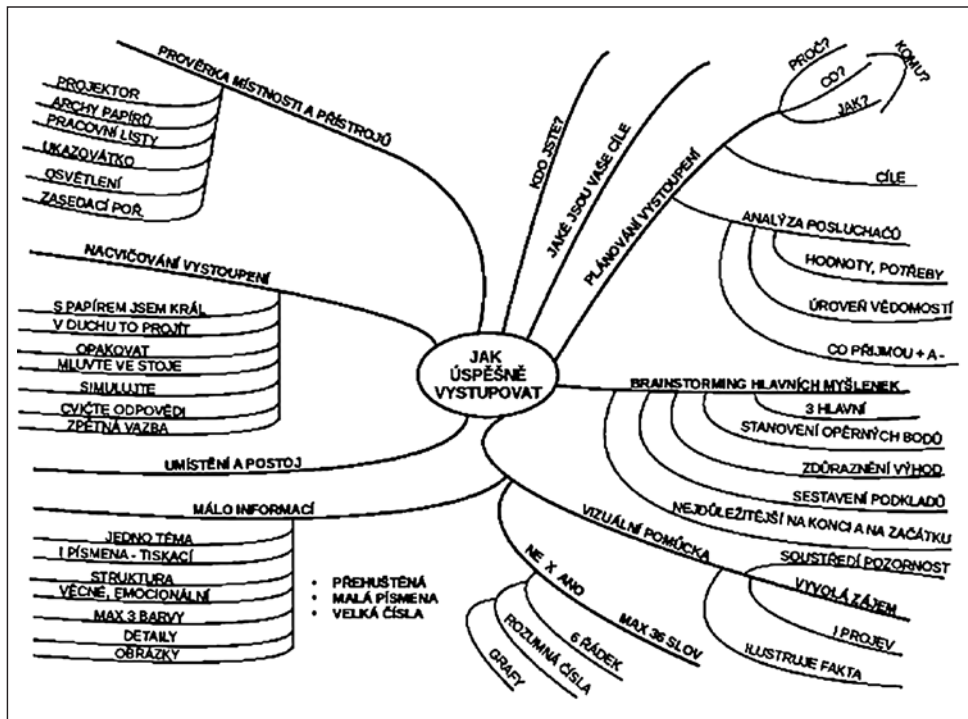 JAK
ÚSPĚŠNĚ
VYSTUPOVAT
KDO JSTE?
JAKÉ JSOU VAŠE CÍLE
PLÁNOVÁNÍ VYSTOUPENÍ
PROČ?
CO?
JAK?
KOMU?
CÍLE
ANALÝZA POSLUCHAČŮ
HODNOTY, POTŘEBY
ÚROVEŇ VĚDOMOSTÍ
CO PŘIJMOU + A -
BRAINSTORMING HLAVNÍCH MYŠLENEK
3 HLAVNÍ
STANOVENÍ OPĚRNÝCH BODŮ
ZDŮRAZNĚNÍ VÝHOD
SESTAVENÍ PODKLADŮ
NEJDŮLEŽITĚJŠÍ NA KONCI A NA ZAČÁTKU
VIZUÁLNÍ POMŮCKA
SOUSTŘEDÍ POZORNOST
VYVOLÁ ZÁJEM
I PROJEV
ILUSTRUJE FAKTA
NE X ANO
MAX 36 SLOV
6 ŘÁDEK
ROZUMNÁ ČÍSLA
GRAFY
MÁLO INFORMACÍ
JEDNO TÉMA
I PÍSMENA - TISKACÍ
STRUKTURA
VĚCNÉ, EMOCIONÁLNÍ
MAX 3 BARVY
DETAILY
OBRÁZKY
• PŘEHUŠTĚNÁ
• MALÁ PÍSMENA
• VELKÁ ČÍSLA
UMÍSTĚNÍ A POSTOJ
NACVIČOVÁNÍ VYSTOUPENÍ
S PAPÍREM JSEM KRÁL
V DUCHU TO PROJÍT
OPAKOVAT
MLUVTE VE STOJE
SIMULUJTE
CVIČTE ODPOVĚDI
ZPĚTNÁ VAZBA
PROVĚRKA MÍSTNOSTI A PŘÍSTROJŮ
PROJEKTOR
ARCHY PAPÍRŮ
PRACOVNÍ LISTY
UKAZOVÁTKO
OSVĚTLENÍ
ZASEDACÍ POŘ.